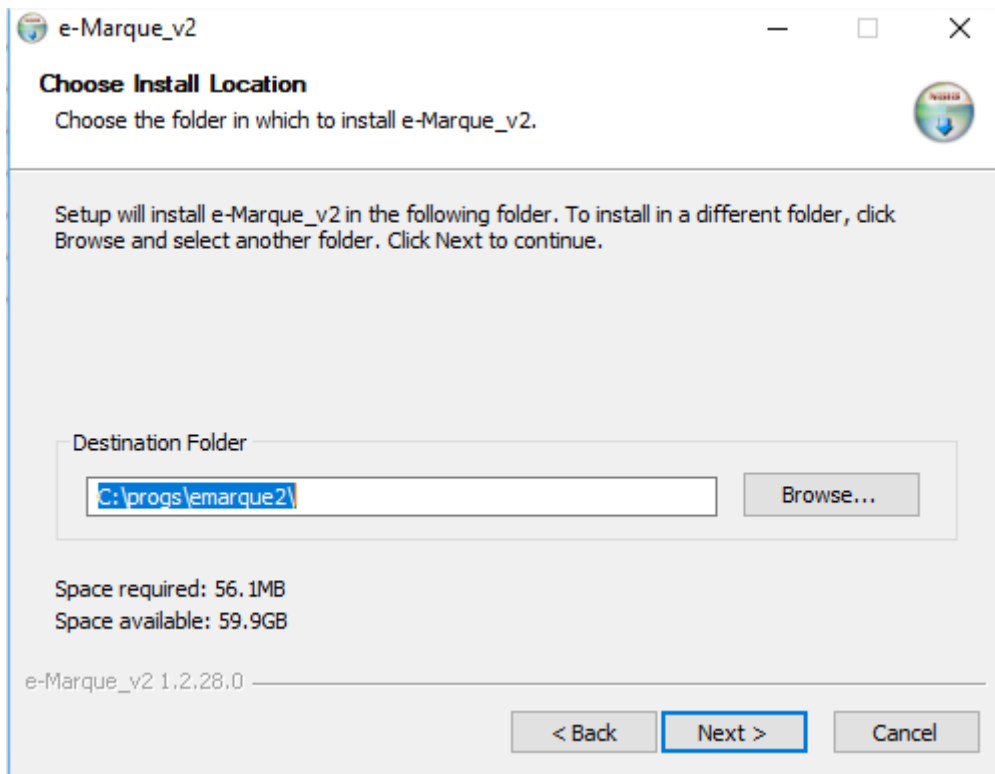 e-Marque_v2
Choose Install Location
Choose the folder in which to install e-Marque_v2.
Setup will install e-Marque_v2 in the following folder. To install in a different folder, click
Browse and select another folder. Click Next to continue.
Destination Folder
C:\progs\emarque2\
Browse...
Space required: 56.1MB
Space available: 59.9GB
e-Marque_v2 1.2.28.0
< Back
Next >
Cancel